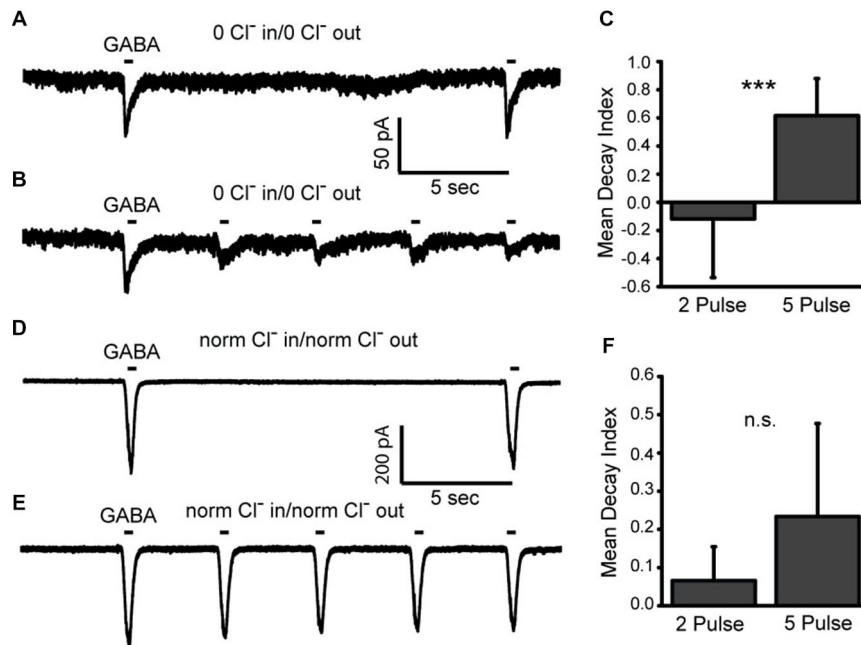 A
0 Cl⁻ in/0 Cl⁻ out
GABA
50 pA
5 sec
B
0 Cl⁻ in/0 Cl⁻ out
GABA
C
Mean Decay Index
1.0
0.8
0.6
0.4
0.2
0.0
-0.2
-0.4
-0.6
***
2 Pulse
5 Pulse
D
norm Cl⁻ in/norm Cl⁻ out
GABA
200 pA
5 sec
E
norm Cl⁻ in/norm Cl⁻ out
GABA
F
Mean Decay Index
0.6
0.5
0.4
0.3
0.2
0.1
0.0
n.s.
2 Pulse
5 Pulse